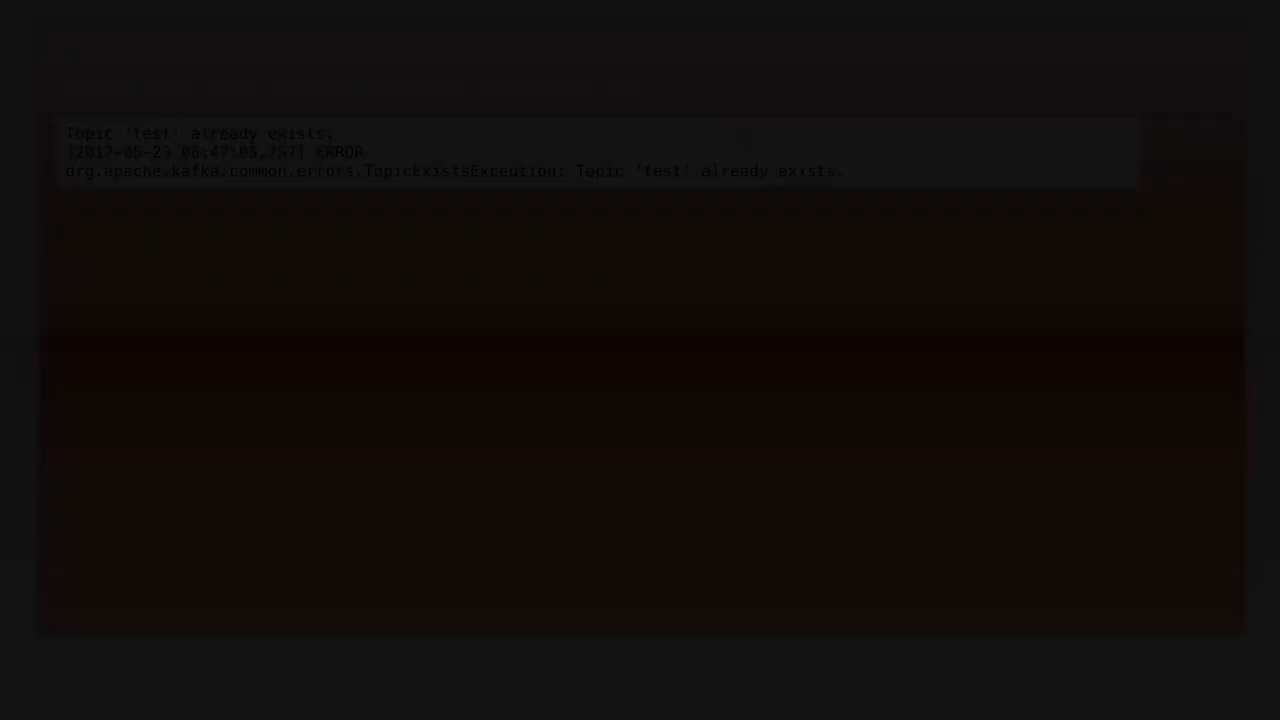 Topic 'test' already exists.
[2017-05-23 06:47:05,757] ERROR
org.apache.kafka.common.errors.TopicExistsException: Topic 'test' already exists.